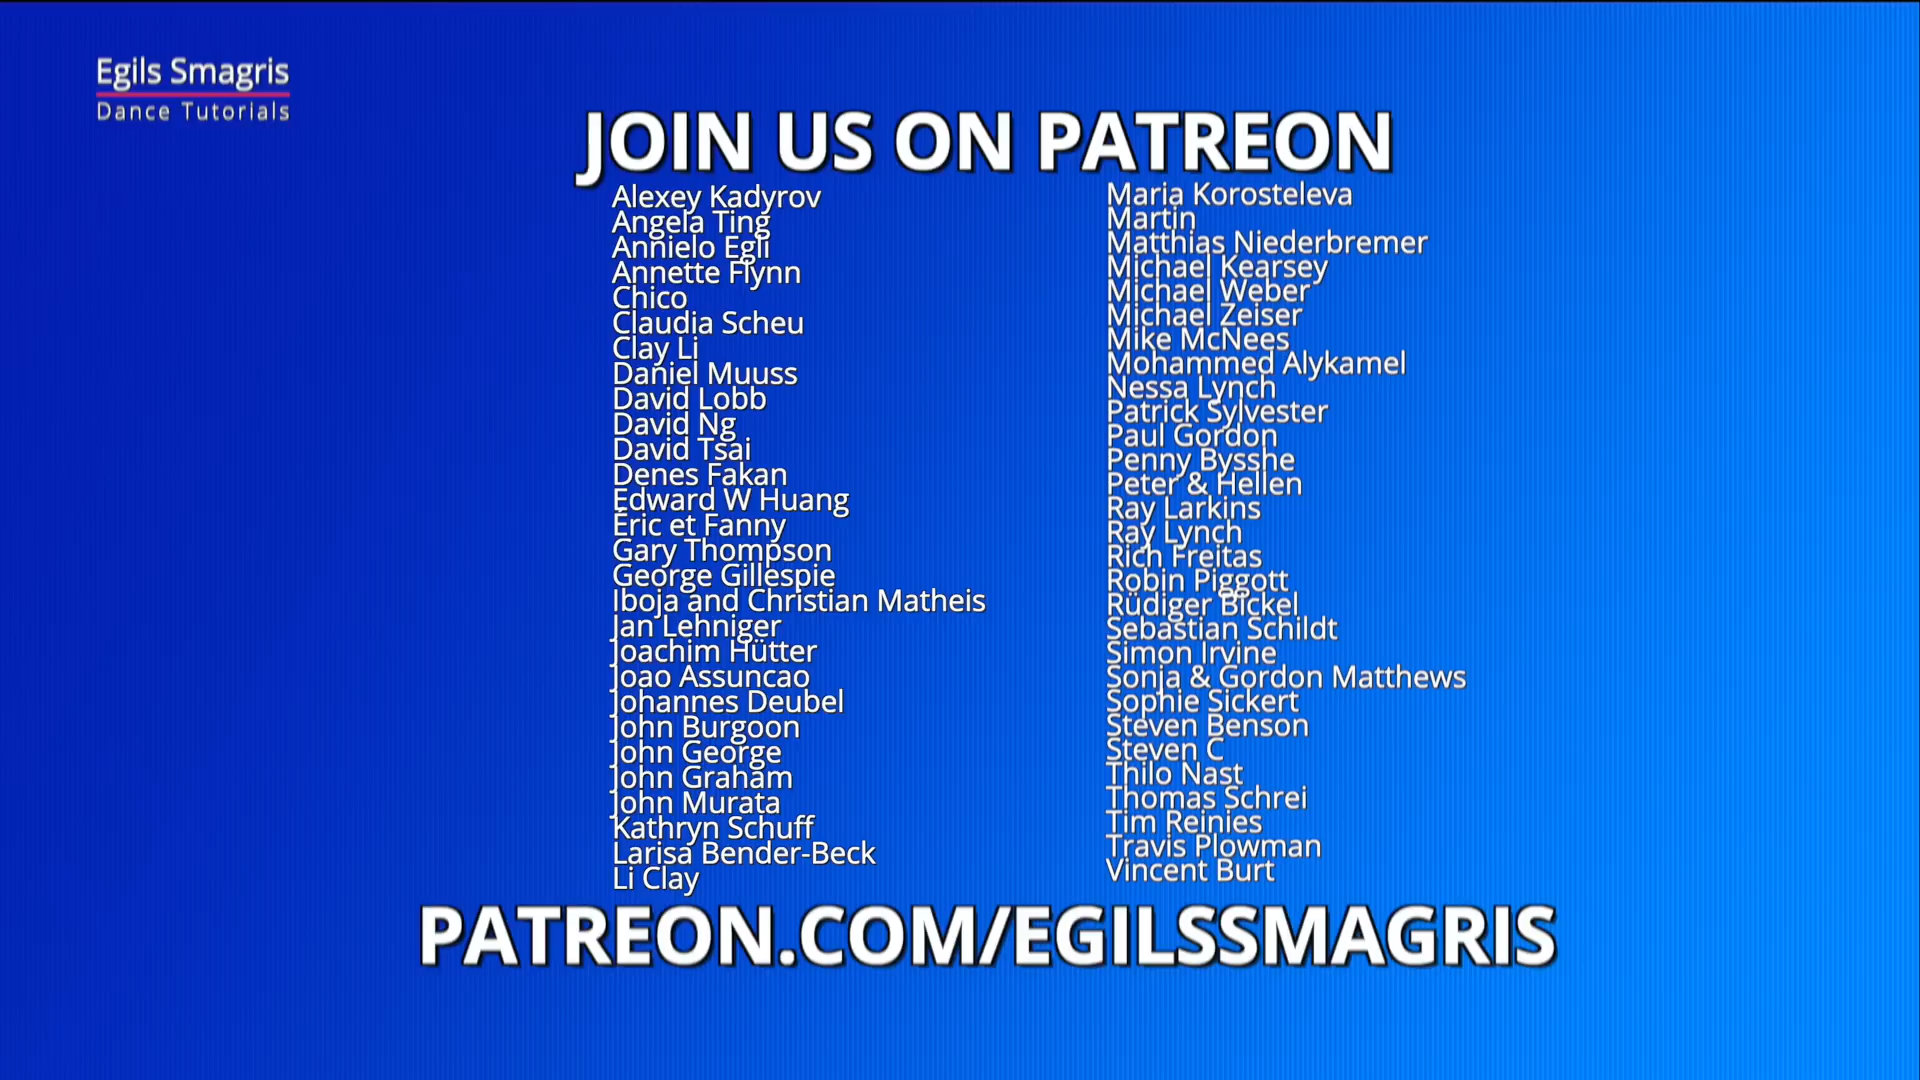 Egils Smagris
Dance Tutorials
JOIN US ON PATREON
Alexey Kadyrov
Angela Ting
Annielo Egli
Annette Flynn
Chico
Claudia Scheu
Clay Li
Daniel Muuss
David Lobb
David Ng
David Tsai
Denes Fakan
Edward W Huang
Éric et Fanny
Gary Thompson
George Gillespie
Iboja and Christian Matheis
Jan Lehniger
Joachim Hütter
Joao Assuncao
Johannes Deubel
John Burgoon
John George
John Graham
John Murata
Kathryn Schuff
Larisa Bender-Beck
Li Clay
Maria Korosteleva
Martin
Matthias Niederbremer
Michael Kearsey
Michael Weber
Michael Zeiser
Mike McNees
Mohammed Alykamel
Nessa Lynch
Patrick Sylvester
Paul Gordon
Penny Bysshe
Peter & Hellen
Ray Larkins
Ray Lynch
Rich Freitas
Robin Piggott
Rüdiger Bickel
Sebastian Schildt
Simon Irvine
Sonja & Gordon Matthews
Sophie Sickert
Steven Benson
Steven C
Thilo Nast
Thomas Schrei
Tim Reinies
Travis Plowman
Vincent Burt
PATREON.COM/EGILSSMAGRIS